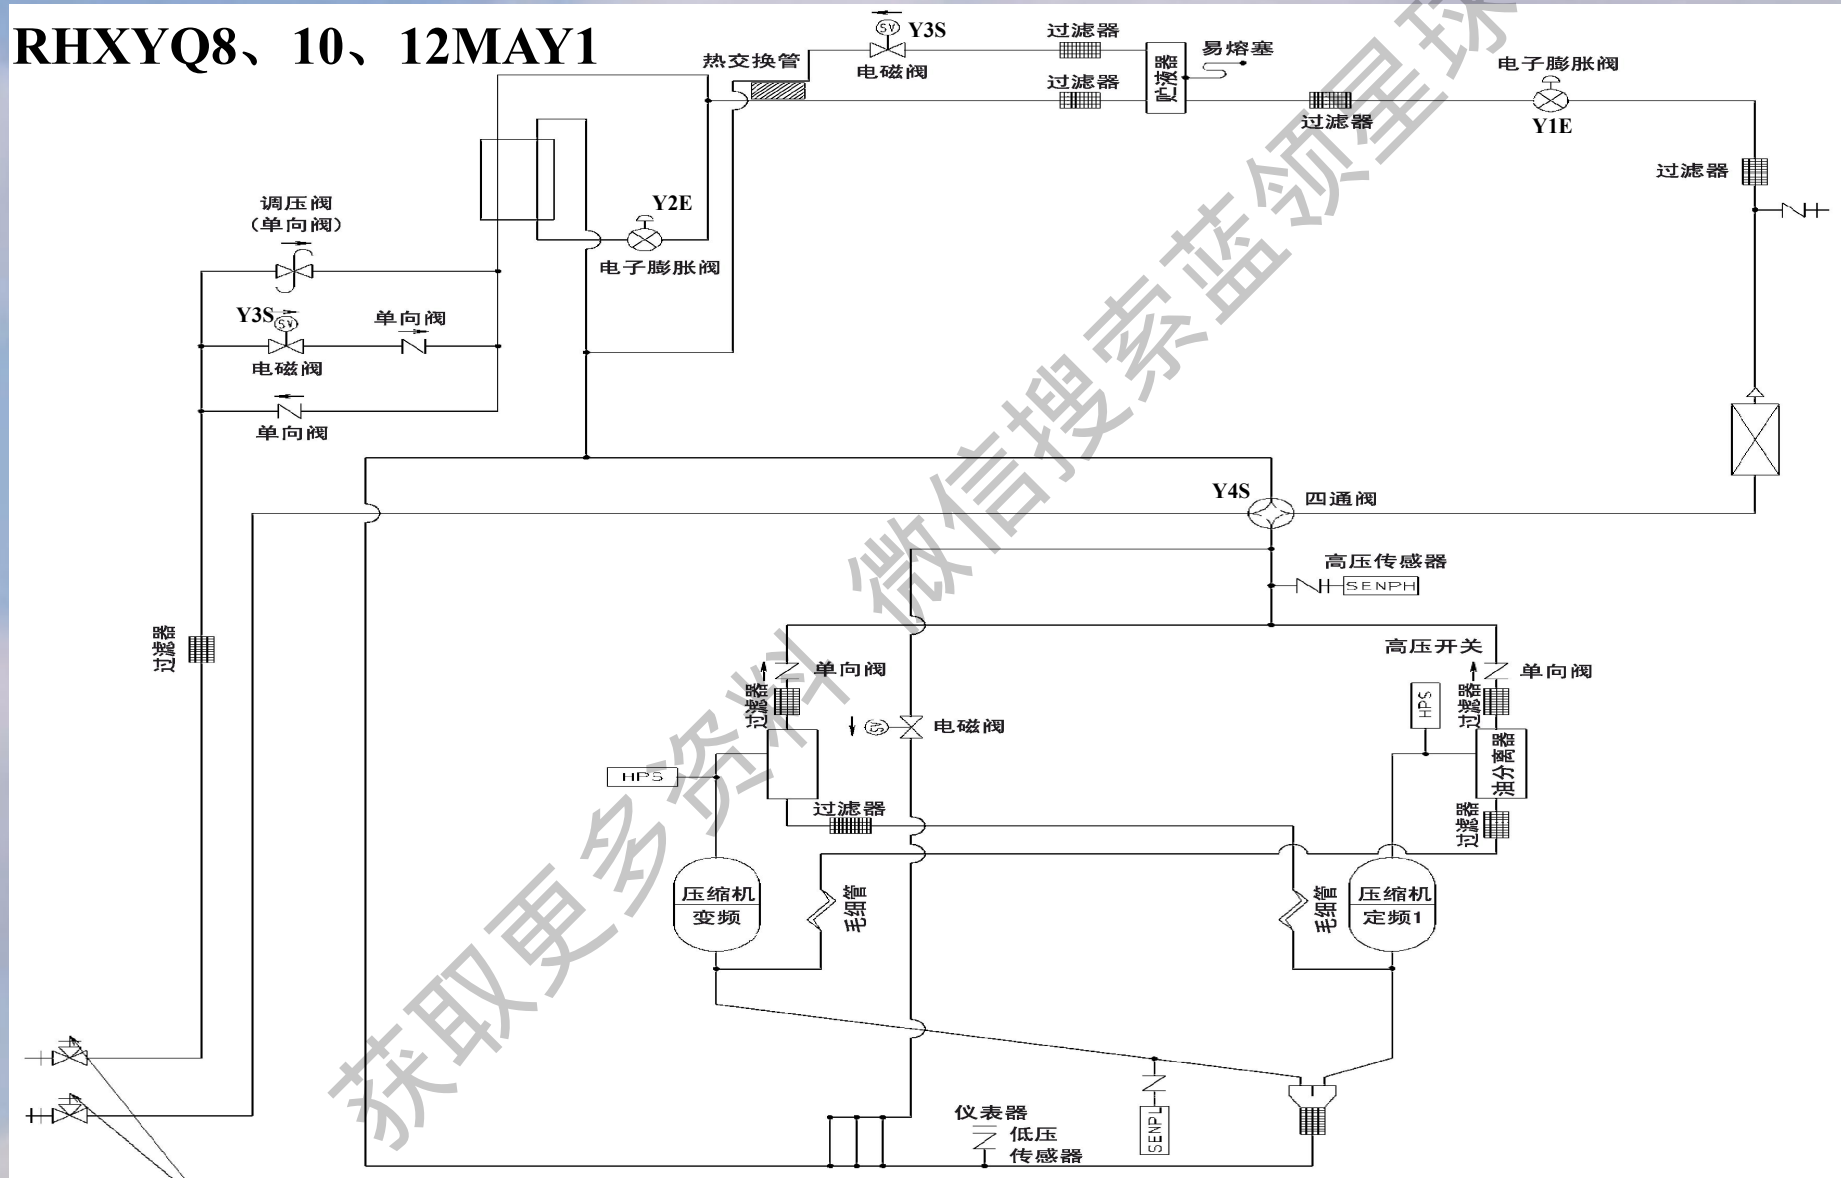 RHXYQ8、10、12MAY1
SV
Y3S
电磁阀
热交换管
过滤器
过滤器
贮液器
易熔塞
过滤器
电子膨胀阀
Y1E
过滤器
调压阀
(单向阀)
Y2E
电子膨胀阀
Y3S
SV
电磁阀
单向阀
单向阀
Y4S
四通阀
高压传感器
SENPH
过滤器
单向阀
过滤器
SV
电磁阀
高压开关
HPS
过滤器
单向阀
油分离器
过滤器
HPS
过滤器
压缩机
变频
毛细管
毛细管
压缩机
定频1
仪表器
低压
传感器
SENPL
获取更多资料 微信搜索蓝领星球